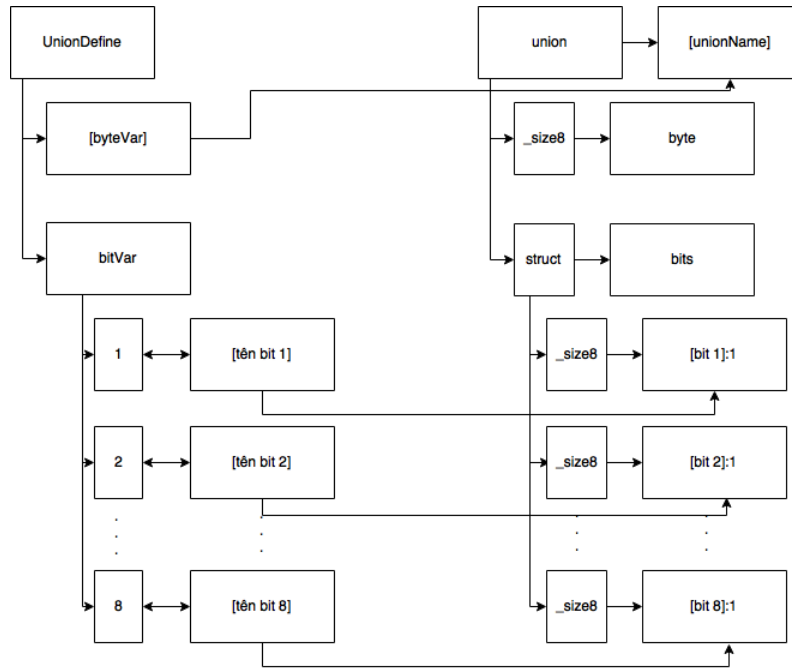 UnionDefine
union
[unionName]
[byteVar]
_size8
byte
bitVar
struct
bits
1
[tên bit 1]
_size8
[bit 1]:1
2
[tên bit 2]
_size8
[bit 2]:1
8
[tên bit 8]
_size8
[bit 8]:1